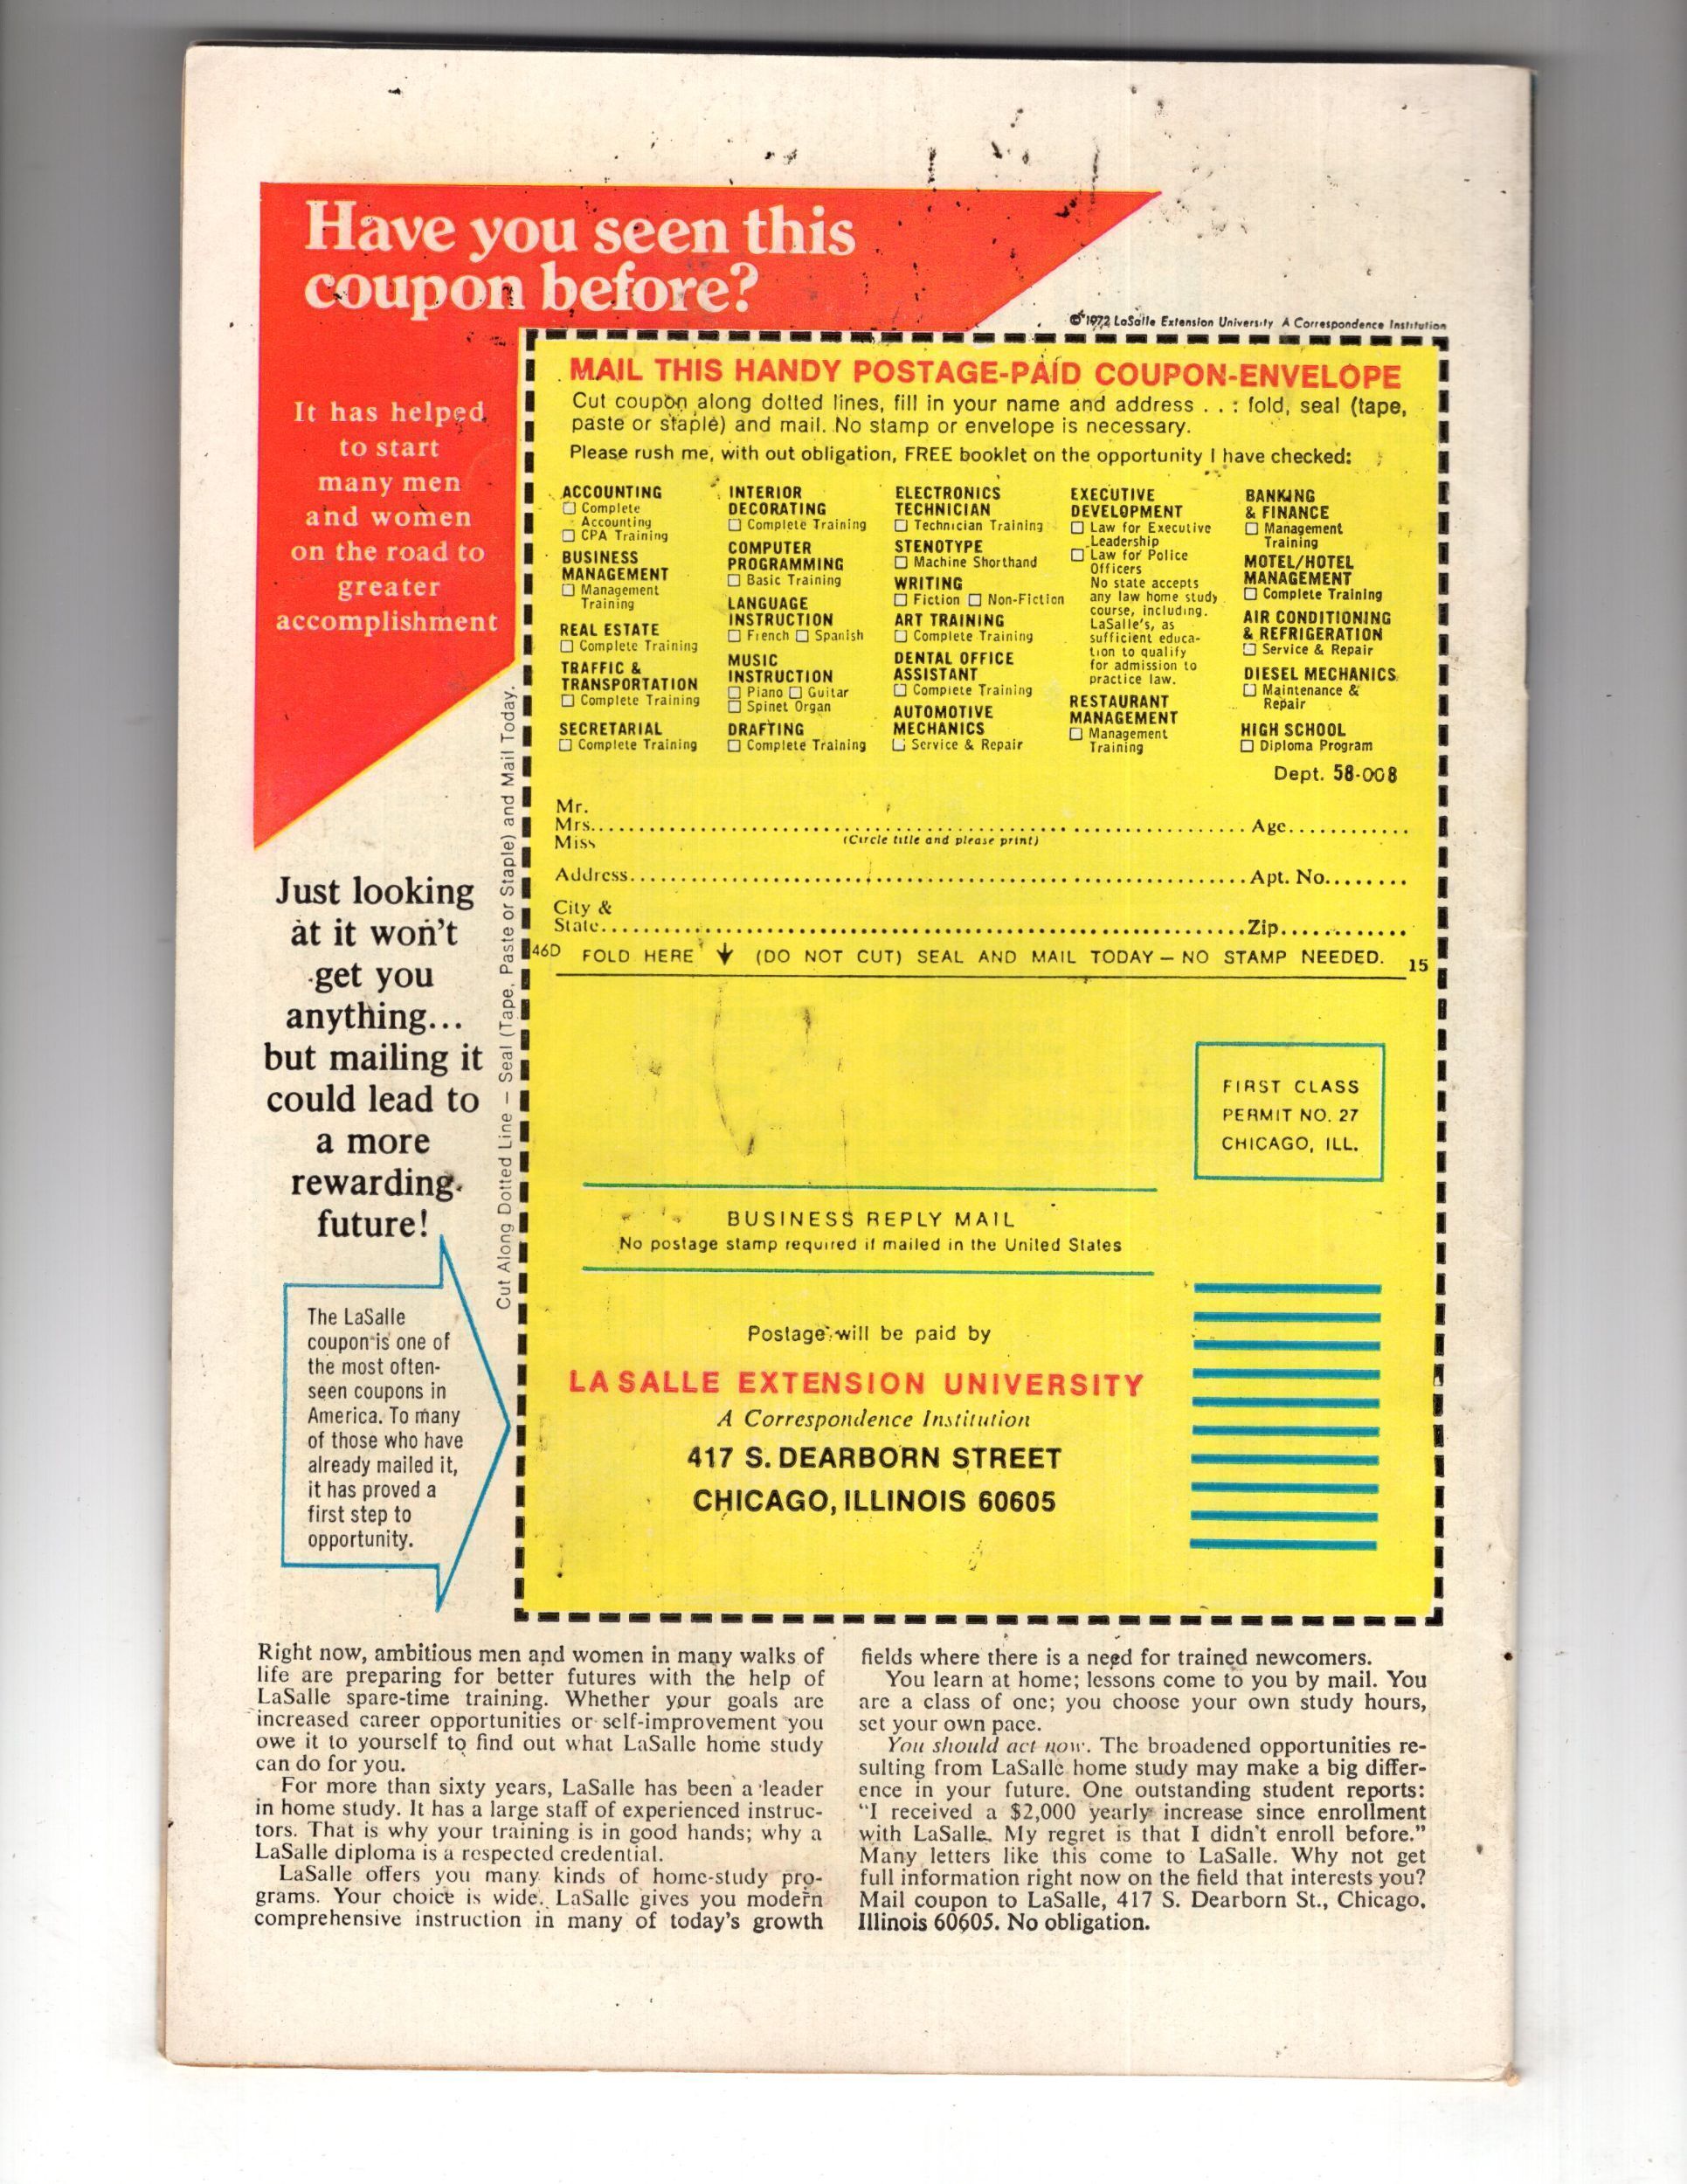 Have you seen this
coupon before?
It has helped
to start
many men
and women
on the road to
greater
accomplishment
Just looking
at it won't
get you
anything...
but mailing it
could lead to
a more
rewarding
future!
The LaSalle
coupon is one of
the most often-
seen coupons in
America. To many
of those who have
already mailed it,
it has proved a
first step to
opportunity.
Cut Along Dotted Line – Seal (Tape, Paste or Staple) and Mail Today.
© 1972 LaSalle Extension University A Correspondence Institution
MAIL THIS HANDY POSTAGE-PAID COUPON-ENVELOPE
Cut coupon along dotted lines, fill in your name and address . . : fold, seal (tape,
paste or staple) and mail. No stamp or envelope is necessary.
Please rush me, with out obligation, FREE booklet on the opportunity I have checked:
ACCOUNTING
☐ Complete
Accounting
☐ CPA Training
BUSINESS
MANAGEMENT
☐ Management
Training
REAL ESTATE
☐ Complete Training
TRAFFIC &
TRANSPORTATION
☐ Complete Training
SECRETARIAL
☐ Complete Training
INTERIOR
DECORATING
☐ Complete Training
COMPUTER
PROGRAMMING
☐ Basic Training
LANGUAGE
INSTRUCTION
☐ French ☐ Spanish
MUSIC
INSTRUCTION
☐ Piano ☐ Guitar
☐ Spinet Organ
DRAFTING
☐ Complete Training
ELECTRONICS
TECHNICIAN
☐ Technician Training
STENOTYPE
☐ Machine Shorthand
WRITING
☐ Fiction ☐ Non-Fiction
ART TRAINING
☐ Complete Training
DENTAL OFFICE
ASSISTANT
☐ Complete Training
AUTOMOTIVE
MECHANICS
☐ Service & Repair
EXECUTIVE
DEVELOPMENT
☐ Law for Executive
Leadership
☐ Law for Police
Officers
No state accepts
any law home study
course, including.
LaSalle's, as
sufficient educa-
tion to qualify
for admission to
practice law.
RESTAURANT
MANAGEMENT
☐ Management
Training
BANKING
& FINANCE
☐ Management
Training
MOTEL/HOTEL
MANAGEMENT
☐ Complete Training
AIR CONDITIONING
& REFRIGERATION
☐ Service & Repair
DIESEL MECHANICS
☐ Maintenance &
Repair
HIGH SCHOOL
☐ Diploma Program
Dept. 58-008
Mr.
Mrs. Age
Miss (Circle title and please print)
Address Apt. No.
City &
State Zip
46D FOLD HERE ↓ (DO NOT CUT) SEAL AND MAIL TODAY – NO STAMP NEEDED. 15
FIRST CLASS
PERMIT NO. 27
CHICAGO, ILL.
BUSINESS REPLY MAIL
No postage stamp required if mailed in the United States
Postage will be paid by
LA SALLE EXTENSION UNIVERSITY
A Correspondence Institution
417 S. DEARBORN STREET
CHICAGO, ILLINOIS 60605
Right now, ambitious men and women in many walks of
life are preparing for better futures with the help of
LaSalle spare-time training. Whether your goals are
increased career opportunities or self-improvement you
owe it to yourself to find out what LaSalle home study
can do for you.
For more than sixty years, LaSalle has been a leader
in home study. It has a large staff of experienced instruc-
tors. That is why your training is in good hands; why a
LaSalle diploma is a respected credential.
LaSalle offers you many kinds of home-study pro-
grams. Your choice is wide. LaSalle gives you modern
comprehensive instruction in many of today's growth
fields where there is a need for trained newcomers.
You learn at home; lessons come to you by mail. You
are a class of one; you choose your own study hours,
set your own pace.
You should act now. The broadened opportunities re-
sulting from LaSalle home study may make a big differ-
ence in your future. One outstanding student reports:
"I received a $2,000 yearly increase since enrollment
with LaSalle. My regret is that I didn't enroll before."
Many letters like this come to LaSalle. Why not get
full information right now on the field that interests you?
Mail coupon to LaSalle, 417 S. Dearborn St., Chicago,
Illinois 60605. No obligation.